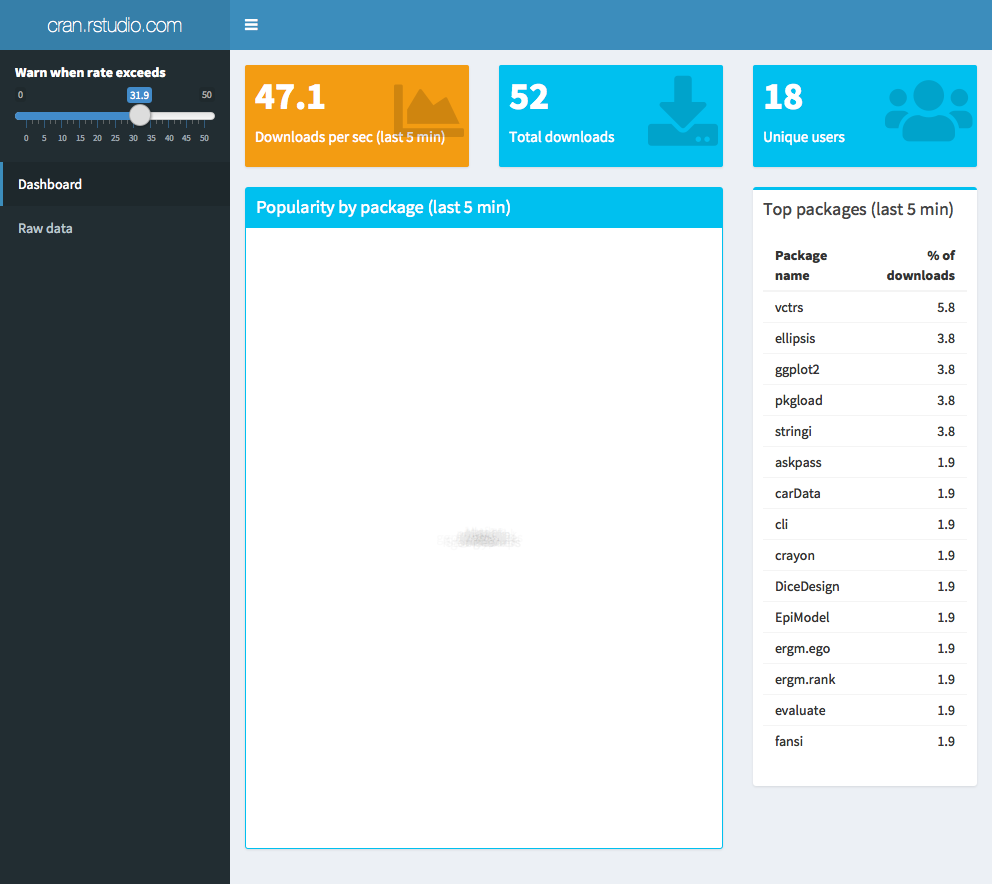 cran.rstudio.com
Warn when rate exceeds
0 31.9 50
0 5 10 15 20 25 30 35 40 45 50
Dashboard
Raw data
47.1
Downloads per sec (last 5 min)
52
Total downloads
18
Unique users
Popularity by package (last 5 min)
Top packages (last 5 min)
Package name
% of downloads
vctrs 5.8
ellipsis 3.8
ggplot2 3.8
pkgload 3.8
stringi 3.8
askpass 1.9
carData 1.9
cli 1.9
crayon 1.9
DiceDesign 1.9
EpiModel 1.9
ergm.ego 1.9
ergm.rank 1.9
evaluate 1.9
fansi 1.9